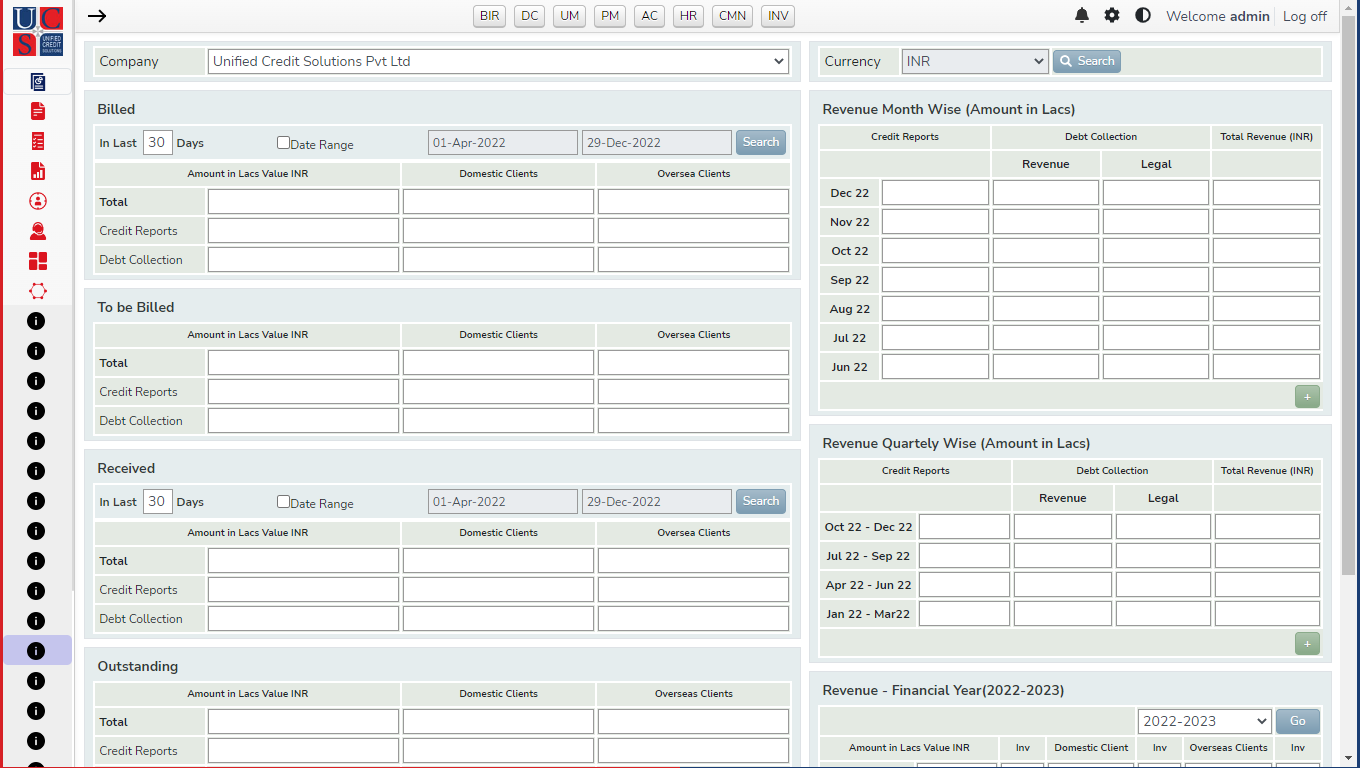 UC
S UNIFIED CREDIT SOLUTIONS
BIR DC UM PM AC HR CMN INV
Welcome admin Log off
Company Unified Credit Solutions Pvt Ltd
Currency INR Search
Billed
In Last 30 Days Date Range 01-Apr-2022 29-Dec-2022 Search
Amount in Lacs Value INR Domestic Clients Oversea Clients
Total
Credit Reports
Debt Collection
To be Billed
Amount in Lacs Value INR Domestic Clients Oversea Clients
Total
Credit Reports
Debt Collection
Received
In Last 30 Days Date Range 01-Apr-2022 29-Dec-2022 Search
Amount in Lacs Value INR Domestic Clients Oversea Clients
Total
Credit Reports
Debt Collection
Outstanding
Amount in Lacs Value INR Domestic Clients Overseas Clients
Total
Credit Reports
Revenue Month Wise (Amount in Lacs)
Credit Reports Debt Collection Total Revenue (INR)
Revenue Legal
Dec 22
Nov 22
Oct 22
Sep 22
Aug 22
Jul 22
Jun 22
+
Revenue Quartely Wise (Amount in Lacs)
Credit Reports Debt Collection Total Revenue (INR)
Revenue Legal
Oct 22 - Dec 22
Jul 22 - Sep 22
Apr 22 - Jun 22
Jan 22 - Mar22
+
Revenue - Financial Year(2022-2023)
2022-2023 Go
Amount in Lacs Value INR Inv Domestic Client Inv Overseas Clients Inv